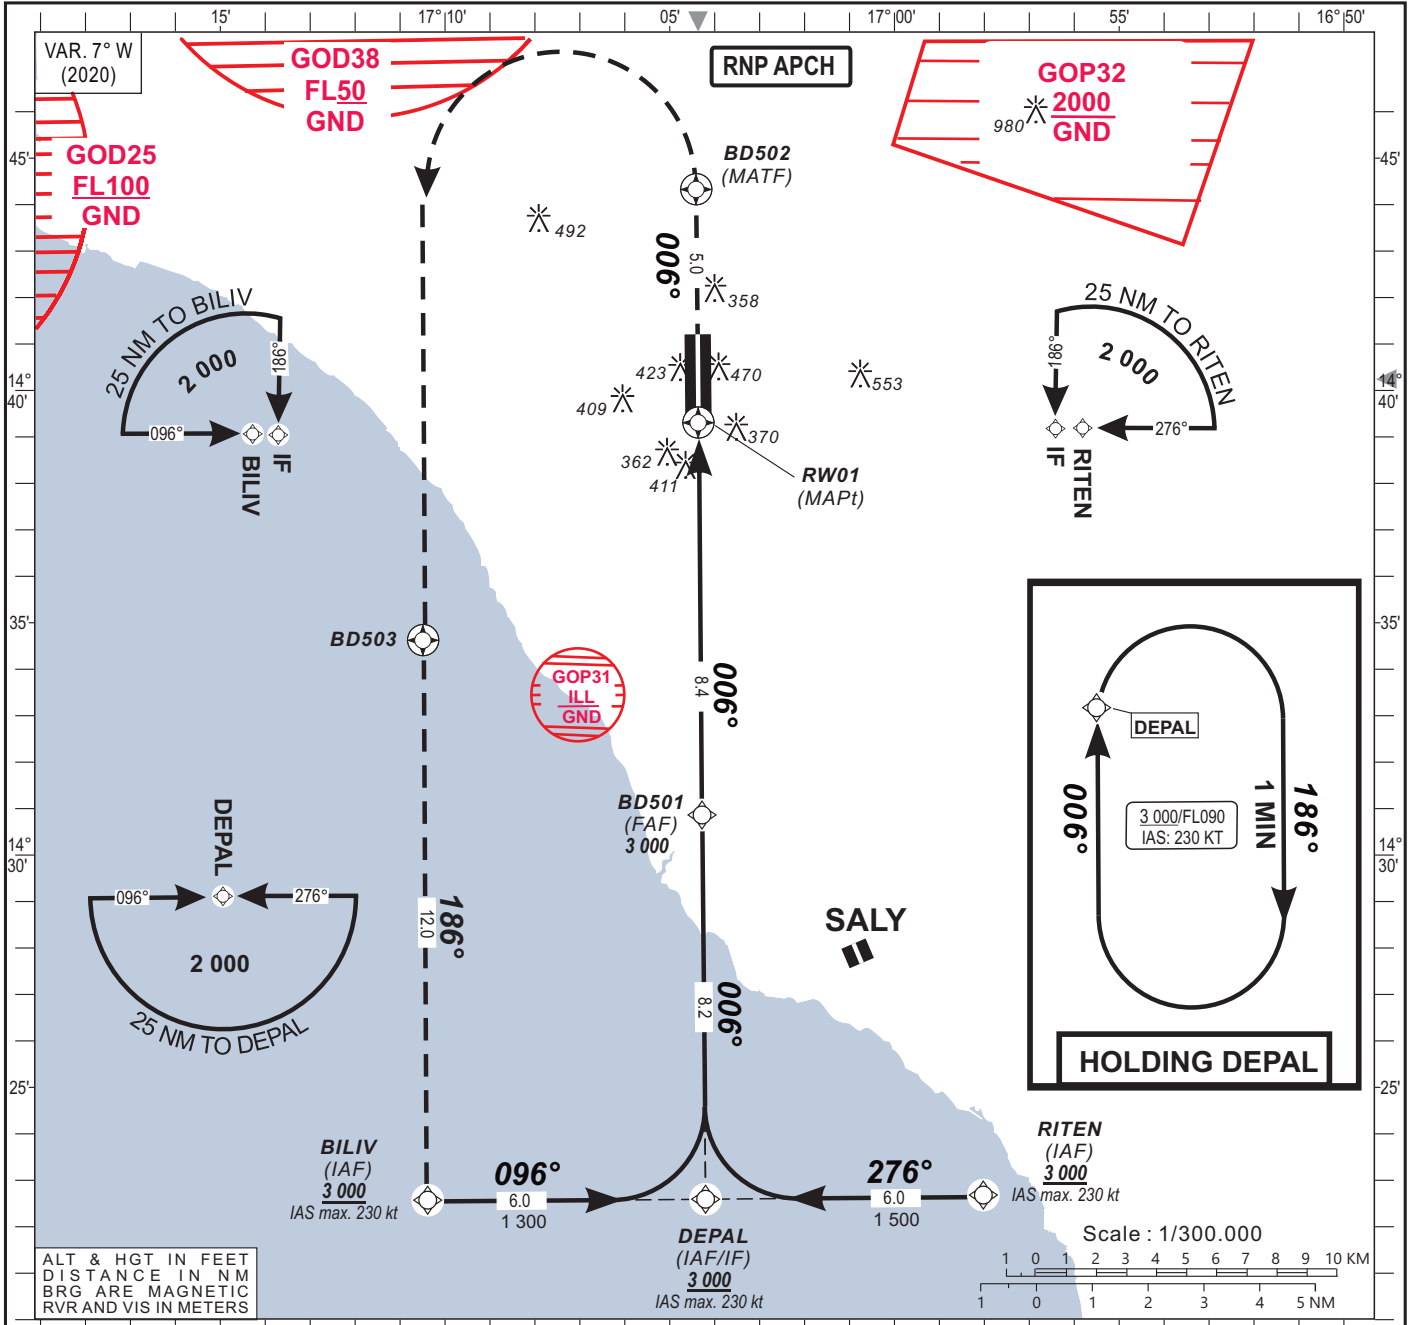 15'
17°10'
05'
17°00'
55'
16°50'
VAR. 7° W
(2020)
GOD38
FL50
GND
RNP APCH
GOP32
2000
GND
980
GOD25
FL100
GND
45'
45'
BD502
(MATF)
492
006°
5.0
358
25 NM TO BILIV
2 000
186°
096°
BILIV
IF
25 NM TO RITEN
2 000
186°
276°
IF
RITEN
423
470
553
409
370
362
411
14°
40'
14°
40'
RW01
(MAPt)
35'
35'
BD503
GOP31
ILL
GND
006°
8.4
DEPAL
006°
186°
1 MIN
3 000/FL090
IAS: 230 KT
HOLDING DEPAL
BD501
(FAF)
3 000
14°
30'
14°
30'
DEPAL
096°
276°
2 000
25 NM TO DEPAL
186°
12.0
SALY
006°
8.2
25'
25'
BILIV
(IAF)
3 000
IAS max. 230 kt
096°
6.0
1 300
276°
6.0
1 500
RITEN
(IAF)
3 000
IAS max. 230 kt
DEPAL
(IAF/IF)
3 000
IAS max. 230 kt
ALT & HGT IN FEET
DISTANCE IN NM
BRG ARE MAGNETIC
RVR AND VIS IN METERS
Scale : 1/300.000
1 0 1 2 3 4 5 6 7 8 9 10 KM
1 0 1 2 3 4 5 NM